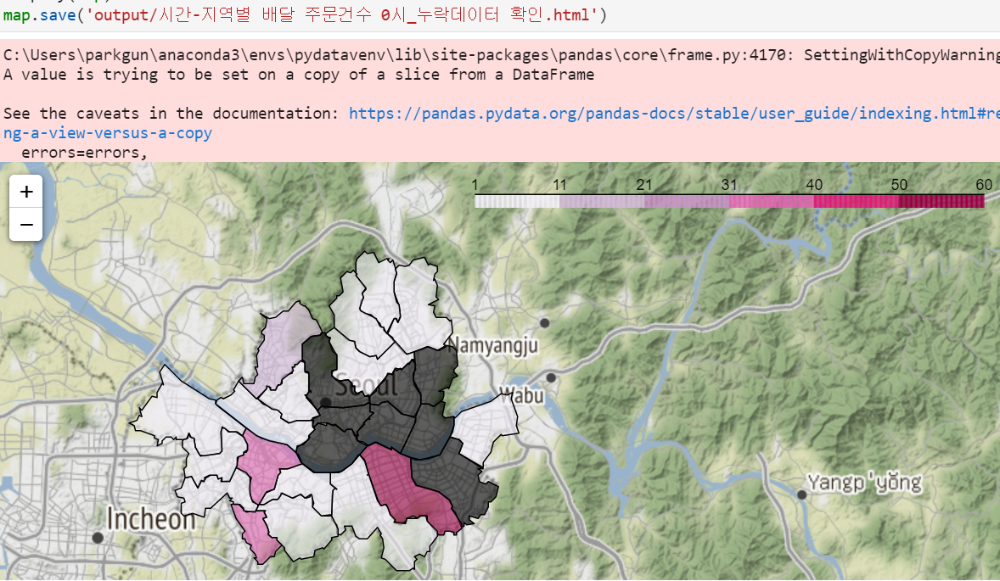 map.save('output/시간-지역별 배달 주문건수 0시_누락데이터 확인.html')
C:\Users\parkgun\anaconda3\envs\pydatavenv\lib\site-packages\pandas\core\frame.py:4170: SettingWithCopyWarning
A value is trying to be set on a copy of a slice from a DataFrame
See the caveats in the documentation: https://pandas.pydata.org/pandas-docs/stable/user_guide/indexing.html#re
ng-a-view-versus-a-copy
errors=errors,
+
−
1 11 21 31 40 50 60
Namyangju
Seoul
Wabu
Yangp'yŏng
Incheon